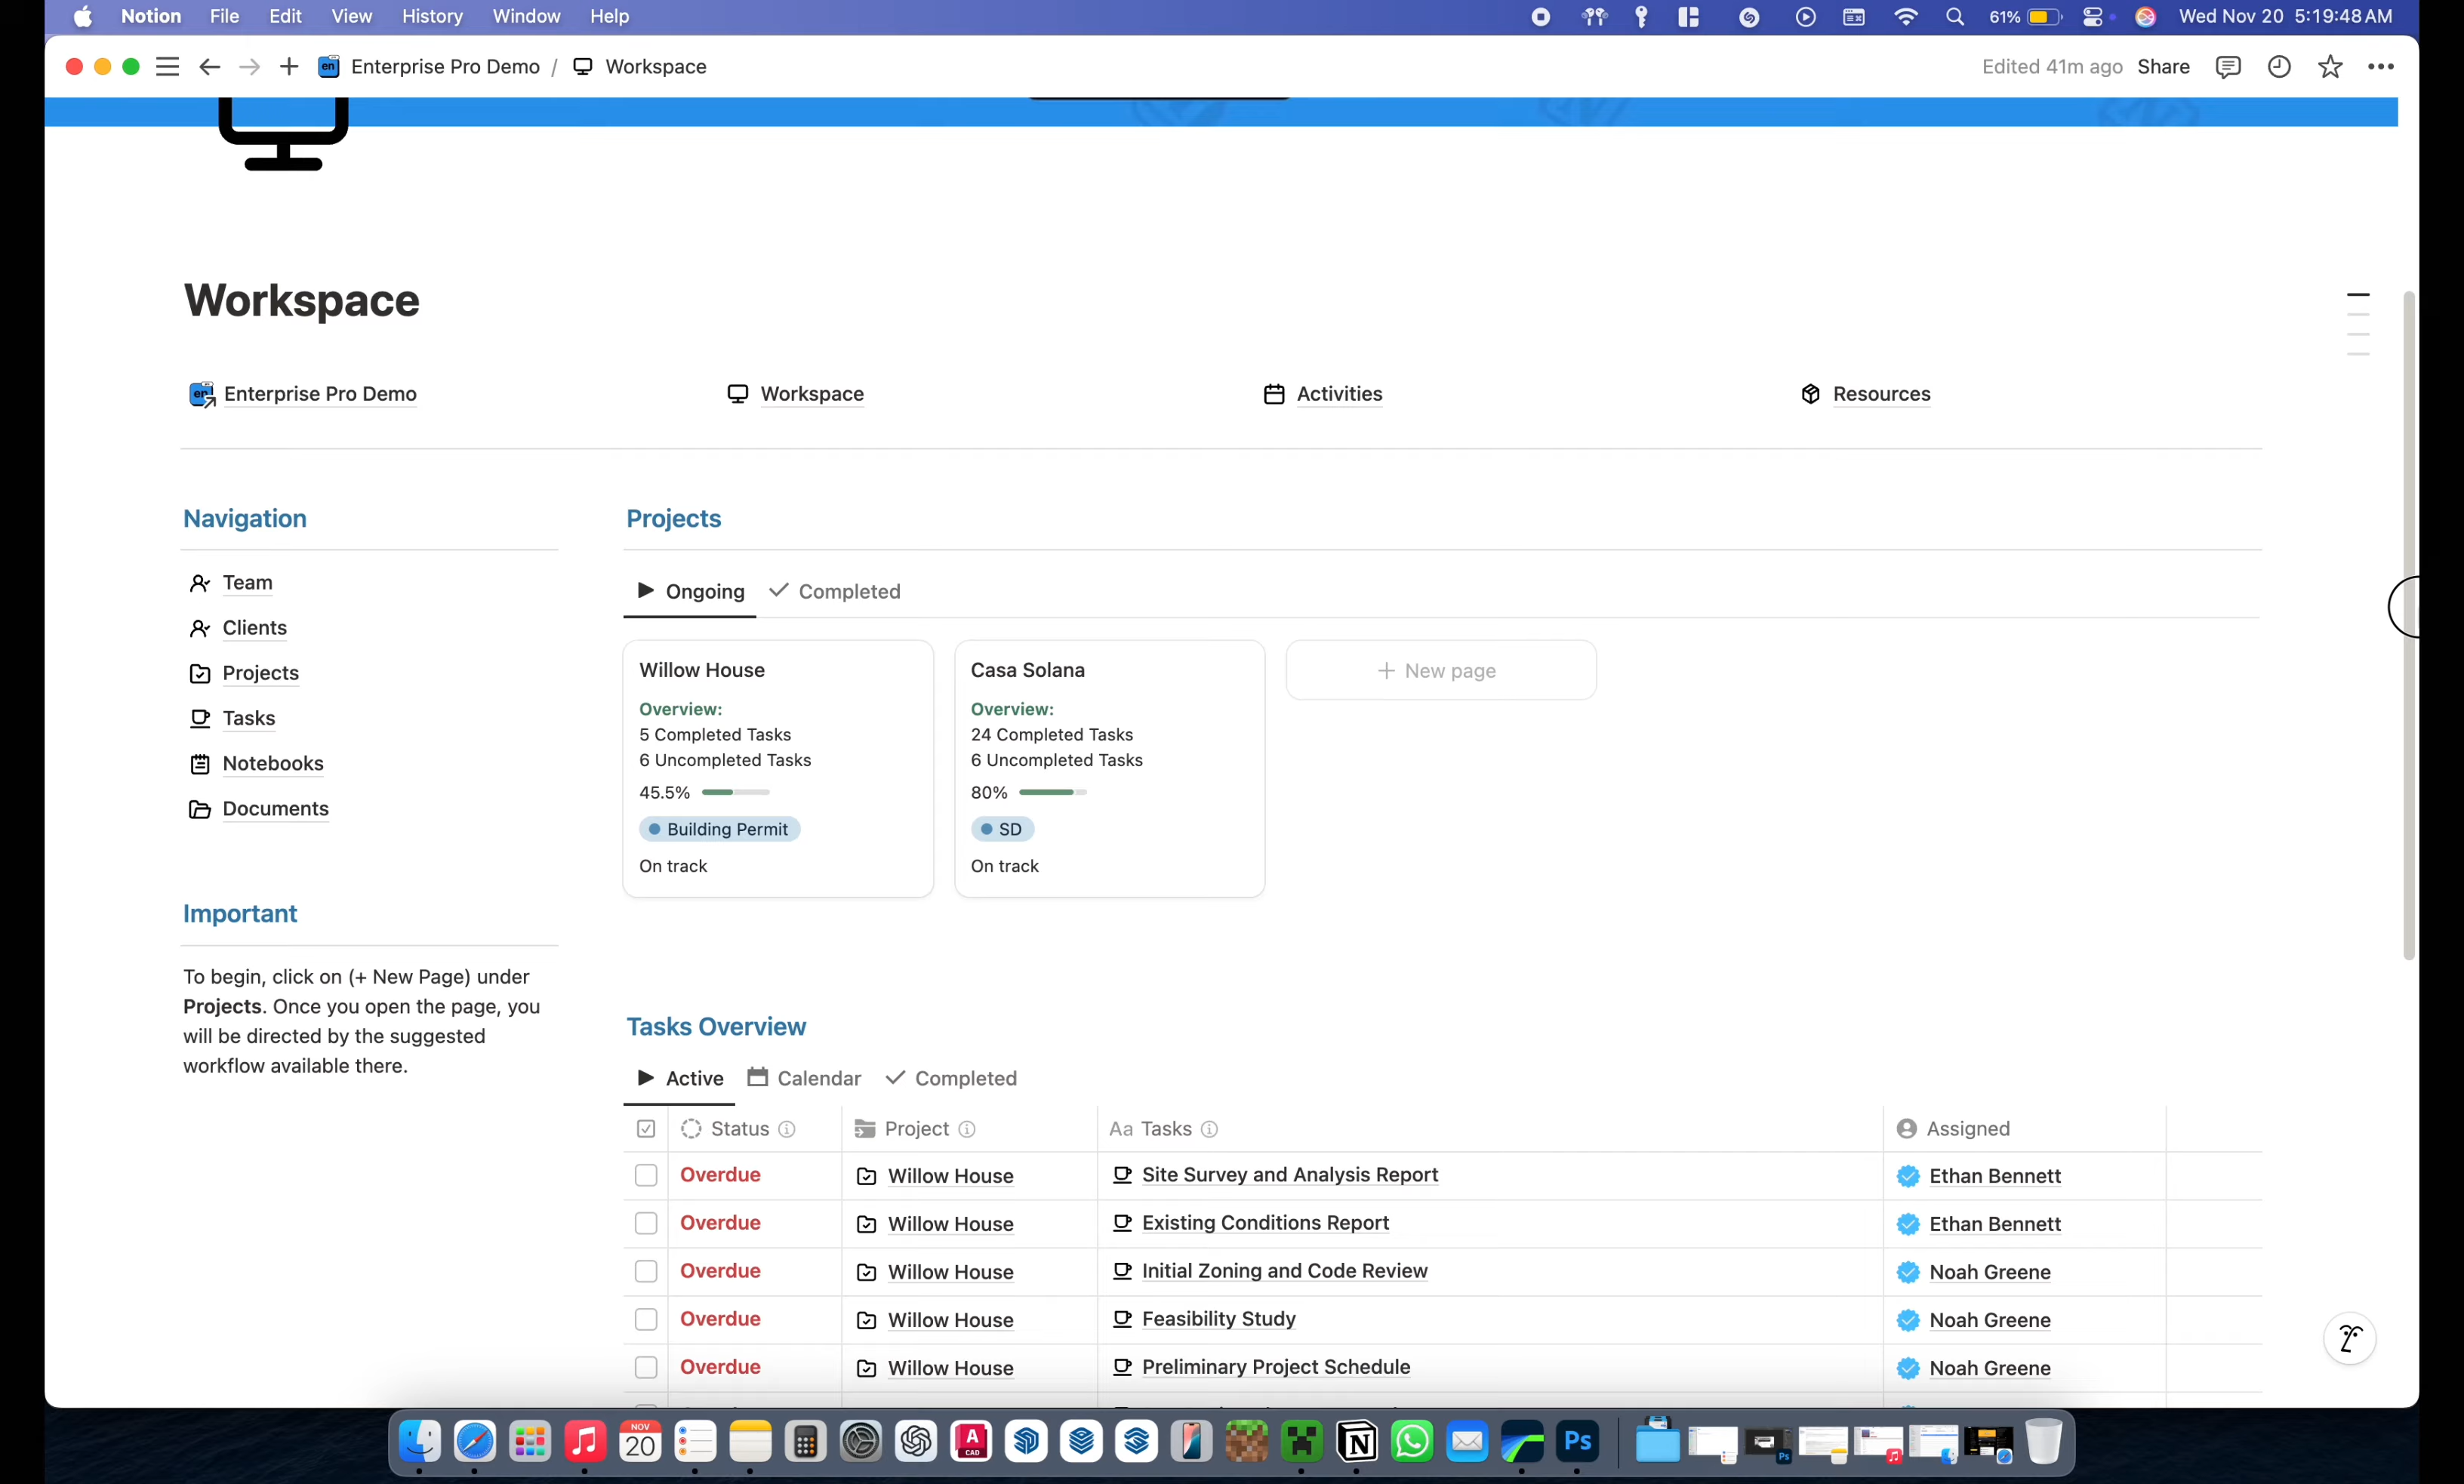 Notion File Edit View History Window Help 61% Wed Nov 20 5:19:48 AM
Enterprise Pro Demo / Workspace Edited 41m ago Share
Workspace
Enterprise Pro Demo Workspace Activities Resources
Navigation
Team
Clients
Projects
Tasks
Notebooks
Documents
Important
To begin, click on (+ New Page) under
Projects. Once you open the page, you
will be directed by the suggested
workflow available there.
Projects
Ongoing Completed
Willow House
Overview:
5 Completed Tasks
6 Uncompleted Tasks
45.5%
Building Permit
On track
Casa Solana
Overview:
24 Completed Tasks
6 Uncompleted Tasks
80%
SD
On track
+ New page
Tasks Overview
Active Calendar Completed
Status Project Aa Tasks Assigned
Overdue Willow House Site Survey and Analysis Report Ethan Bennett
Overdue Willow House Existing Conditions Report Ethan Bennett
Overdue Willow House Initial Zoning and Code Review Noah Greene
Overdue Willow House Feasibility Study Noah Greene
Overdue Willow House Preliminary Project Schedule Noah Greene
NOV
20
A
CAD
N
Ps